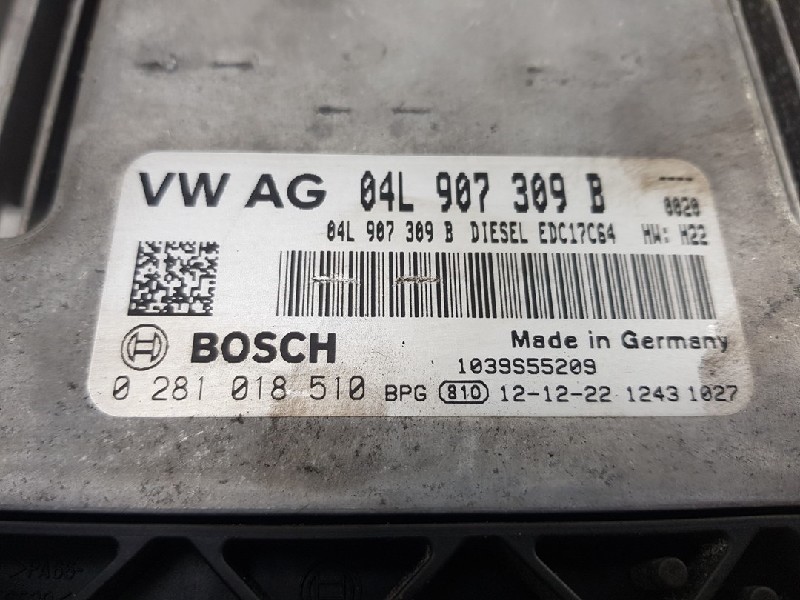 VW AG 04L 907 309 B ----
0020
04L 907 309 B DIESEL EDC17C64 HW: H22
BOSCH Made in Germany
1039S55209
0 281 018 510 BPG 810 12-12-22 1243 1027